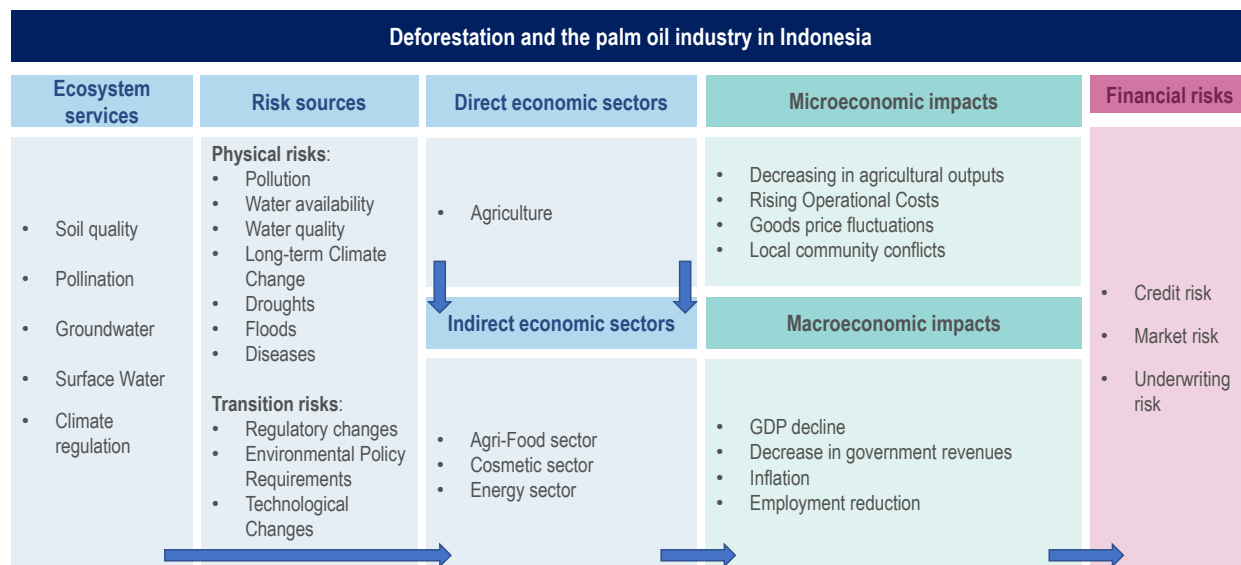 Deforestation and the palm oil industry in Indonesia
Ecosystem
services
• Soil quality
• Pollination
• Groundwater
• Surface Water
• Climate
regulation
Risk sources
Physical risks:
• Pollution
• Water availability
• Water quality
• Long-term Climate
Change
• Droughts
• Floods
• Diseases
Transition risks:
• Regulatory changes
• Environmental Policy
Requirements
• Technological
Changes
Direct economic sectors
• Agriculture
Indirect economic sectors
• Agri-Food sector
• Cosmetic sector
• Energy sector
Microeconomic impacts
• Decreasing in agricultural outputs
• Rising Operational Costs
• Goods price fluctuations
• Local community conflicts
Macroeconomic impacts
• GDP decline
• Decrease in government revenues
• Inflation
• Employment reduction
Financial risks
• Credit risk
• Market risk
• Underwriting
risk